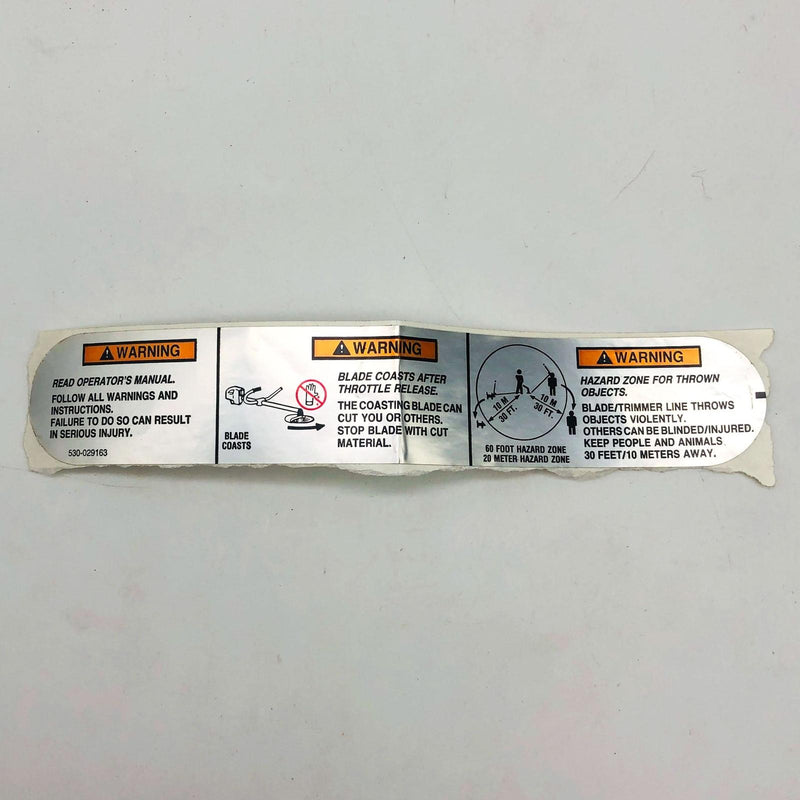 WARNING
READ OPERATOR'S MANUAL.
FOLLOW ALL WARNINGS AND
INSTRUCTIONS.
FAILURE TO DO SO CAN RESULT
IN SERIOUS INJURY.
530-029163
BLADE
COASTS
WARNING
BLADE COASTS AFTER
THROTTLE RELEASE.
THE COASTING BLADE CAN
CUT YOU OR OTHERS.
STOP BLADE WITH CUT
MATERIAL.
10 M
30 FT.
10 M
30 FT.
60 FOOT HAZARD ZONE
20 METER HAZARD ZONE
WARNING
HAZARD ZONE FOR THROWN
OBJECTS.
BLADE/TRIMMER LINE THROWS
OBJECTS VIOLENTLY.
OTHERS CAN BE BLINDED/INJURED.
KEEP PEOPLE AND ANIMALS
30 FEET/10 METERS AWAY.